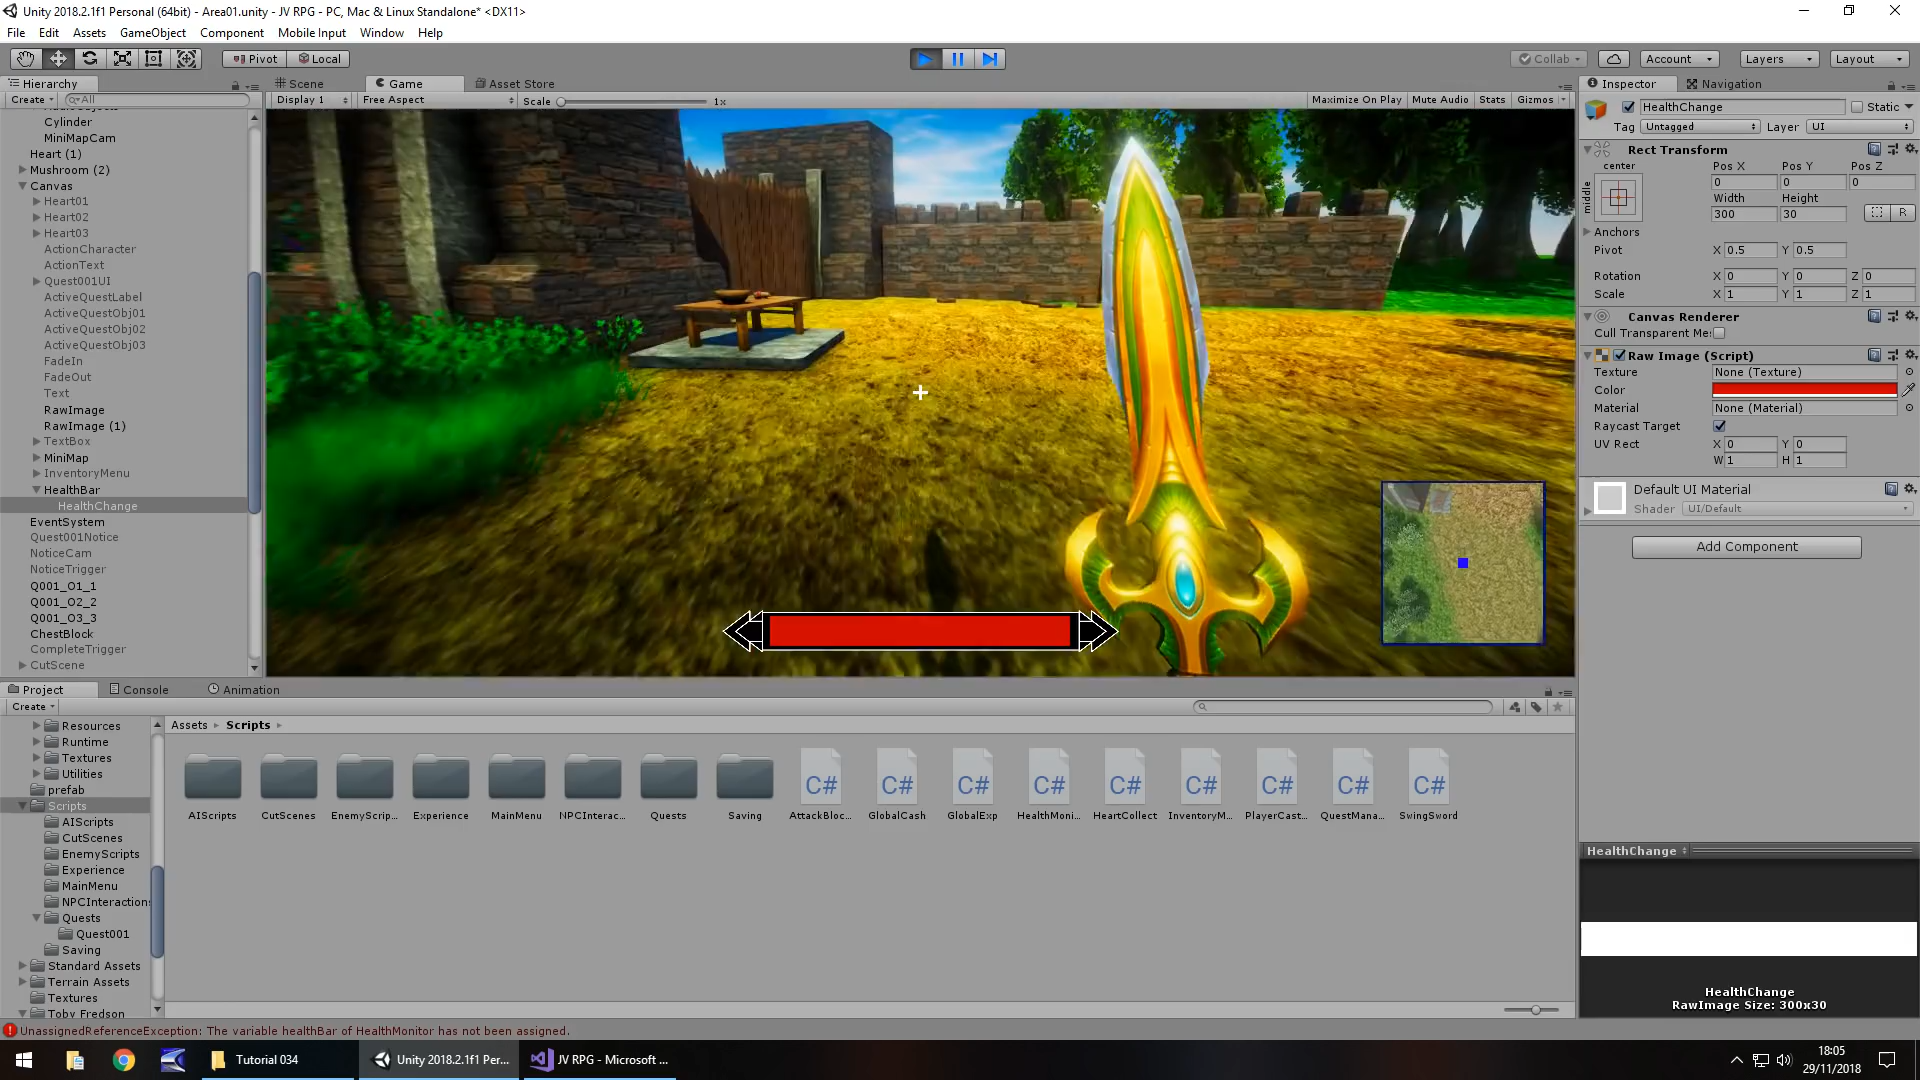 Unity 2018.2.1f1 Personal (64bit) - Area01.unity - JV RPG - PC, Mac & Linux Standalone* <DX11>
File Edit Assets GameObject Component Mobile Input Window Help
Pivot Local Collab Account Layers Layout
Hierarchy Scene Game Asset Store Inspector Navigation
Create All Display 1 Free Aspect Scale 1x Maximize On Play Mute Audio Stats Gizmos
Cylinder
MiniMapCam
Heart (1)
Mushroom (2)
Canvas
Heart01
Heart02
Heart03
ActionCharacter
ActionText
Quest001UI
ActiveQuestLabel
ActiveQuestObj01
ActiveQuestObj02
ActiveQuestObj03
FadeIn
FadeOut
Text
RawImage
RawImage (1)
TextBox
MiniMap
InventoryMenu
HealthBar
HealthChange
EventSystem
Quest001Notice
NoticeCam
NoticeTrigger
Q001_O1_1
Q001_O2_2
Q001_O3_3
ChestBlock
CompleteTrigger
CutScene
HealthChange Static
Tag Untagged Layer UI
Rect Transform
center Pos X Pos Y Pos Z
middle 0 0 0
Width Height
300 30 R
Anchors
Pivot X 0.5 Y 0.5
Rotation X 0 Y 0 Z 0
Scale X 1 Y 1 Z 1
Canvas Renderer
Cull Transparent Me:
Raw Image (Script)
Texture None (Texture)
Color
Material None (Material)
Raycast Target
UV Rect X 0 Y 0
W 1 H 1
Default UI Material
Shader UI/Default
Add Component
Project Console Animation
Create
Resources
Runtime
Textures
Utilities
prefab
Scripts
AIScripts
CutScenes
EnemyScripts
Experience
MainMenu
NPCInteractions
Quests
Quest001
Saving
Standard Assets
Terrain Assets
Textures
Toby Fredson
Assets Scripts
C# C# C# C# C# C# C# C# C#
AIScripts CutScenes EnemyScrip... Experience MainMenu NPCInterac... Quests Saving AttackBloc... GlobalCash GlobalExp HealthMoni... HeartCollect InventoryM... PlayerCast... QuestMana... SwingSword
HealthChange
HealthChange
RawImage Size: 300x30
UnassignedReferenceException: The variable healthBar of HealthMonitor has not been assigned.
Tutorial 034 Unity 2018.2.1f1 Per... JV RPG - Microsoft ...
18:05
29/11/2018